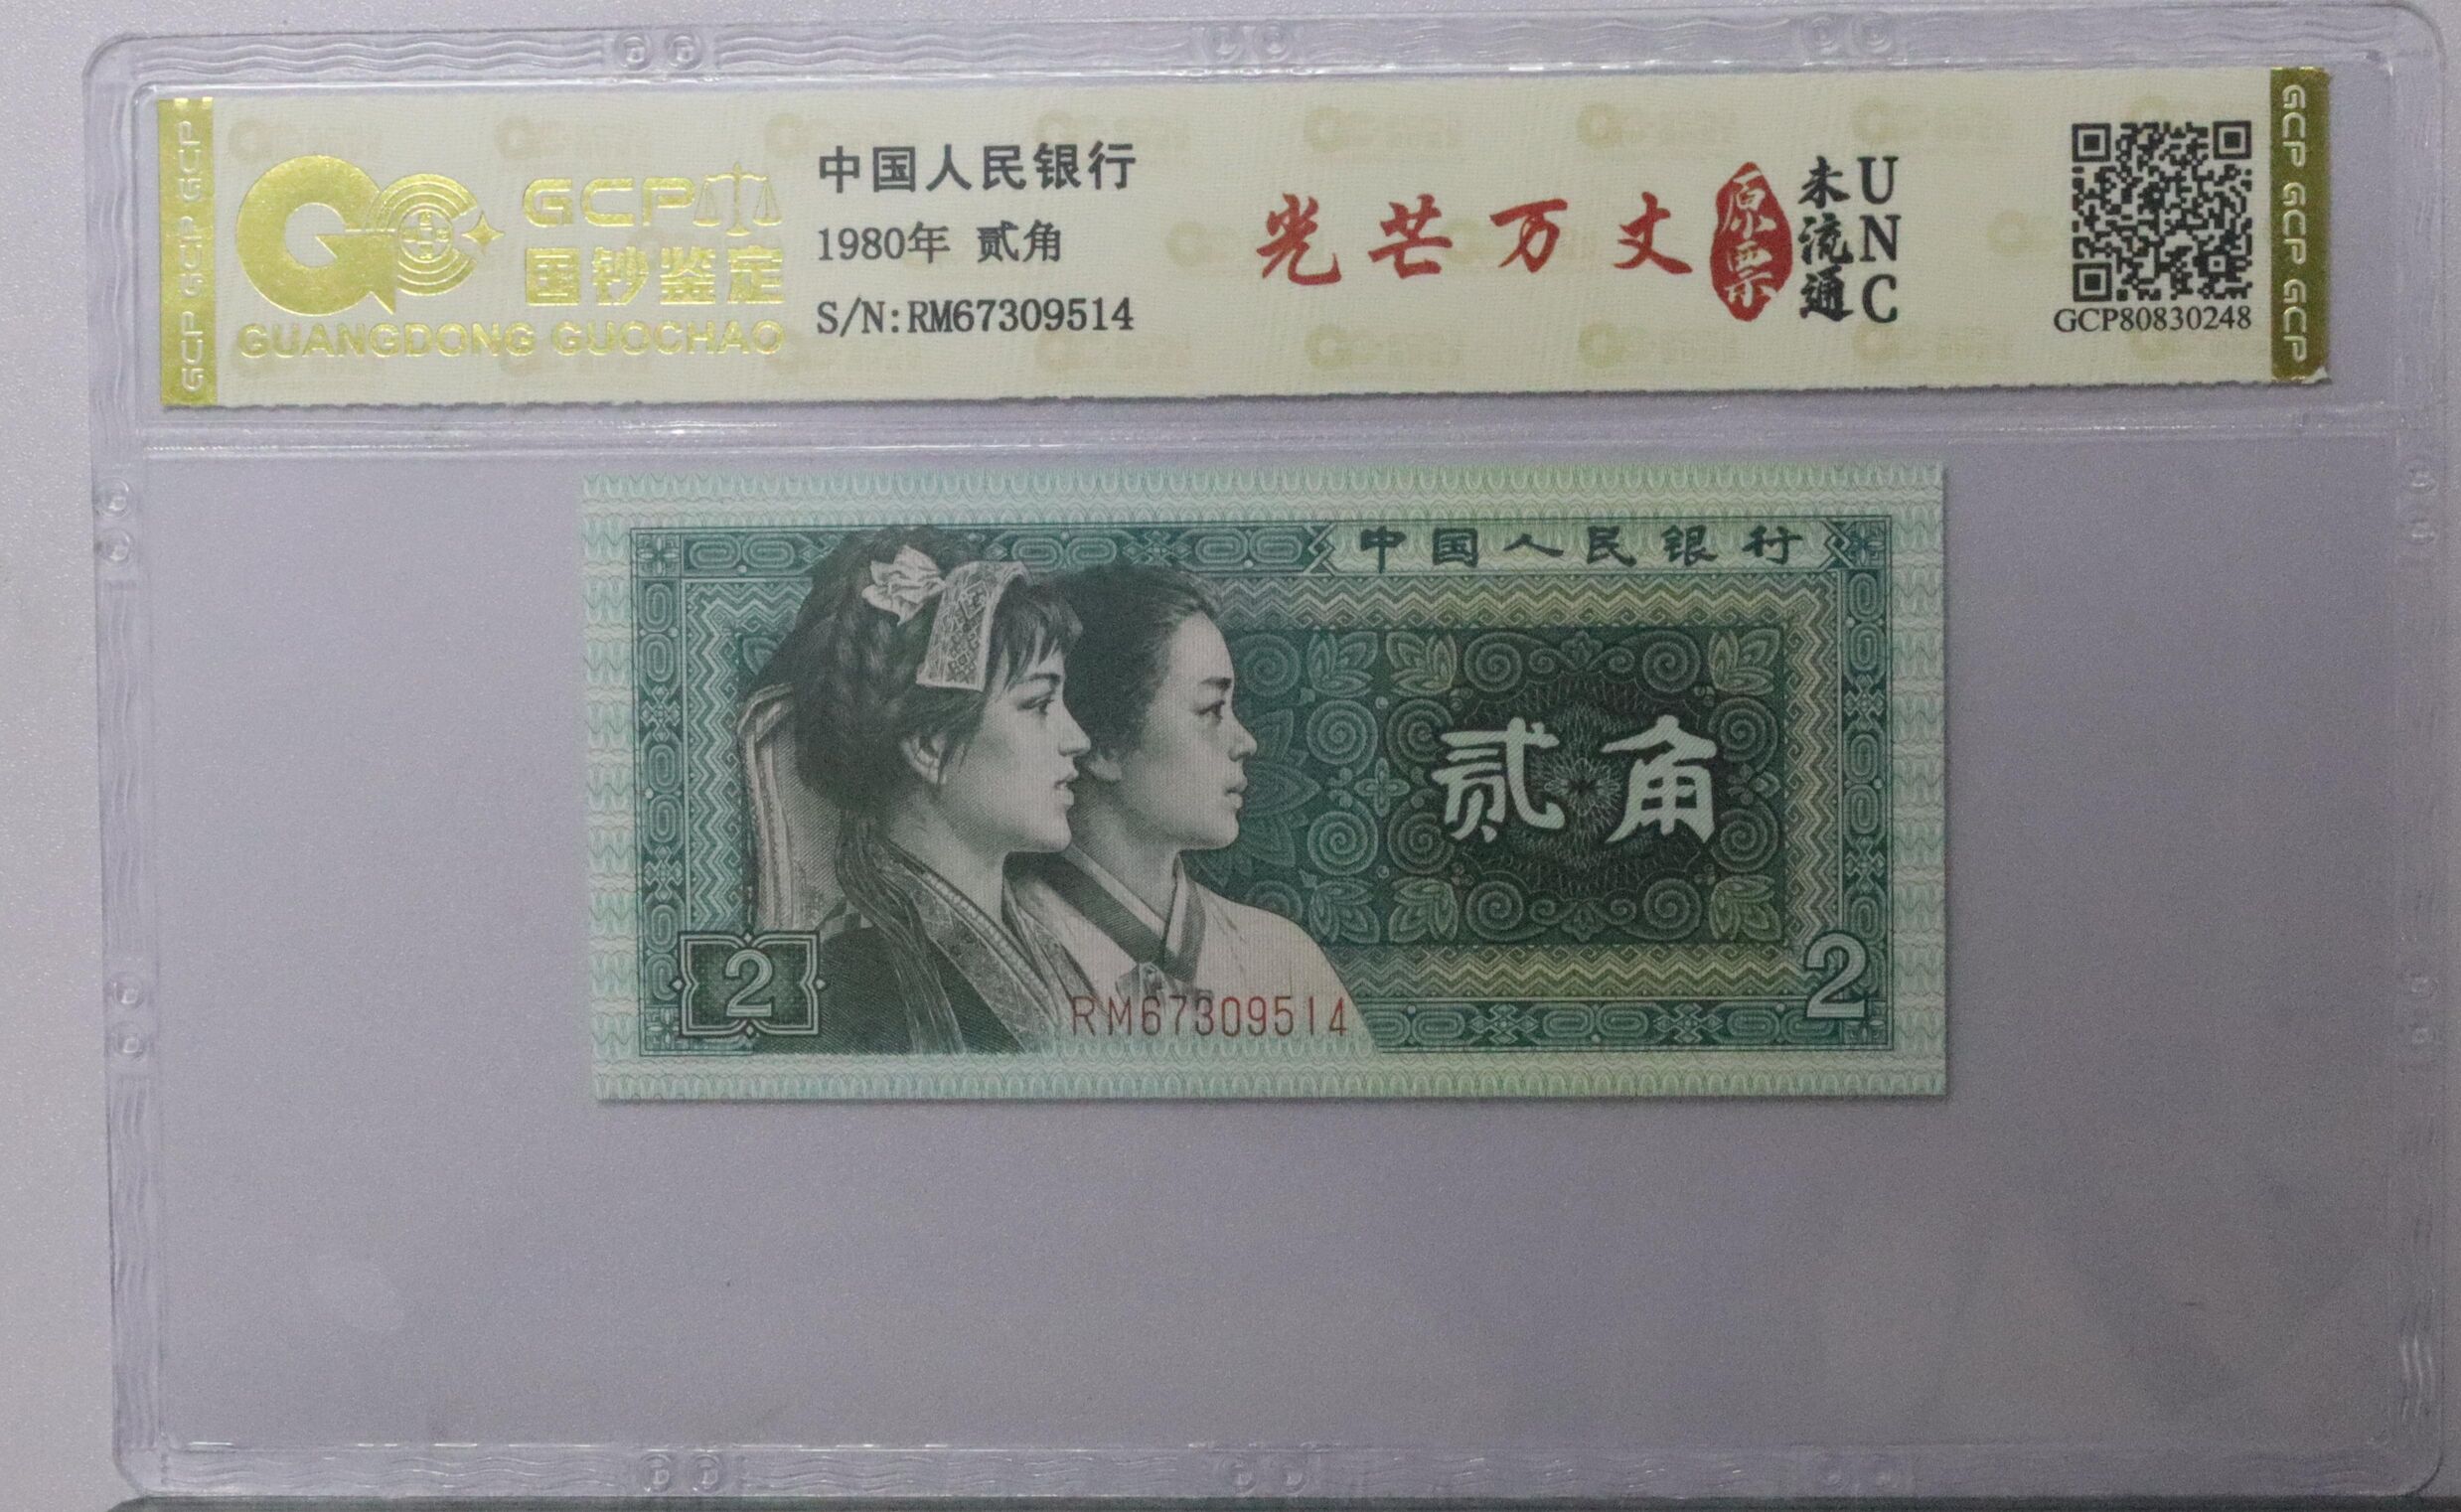 GCP GCP GCP
GCP
国钞鉴定
GUANGDONG GUOCHAO
中国人民银行
1980年 贰角
S/N:RM67309514
光芒万丈
原票
未流通
UNC
GCP80830248
GCP GCP GCP
中国人民银行
贰角
2
RM67309514
2